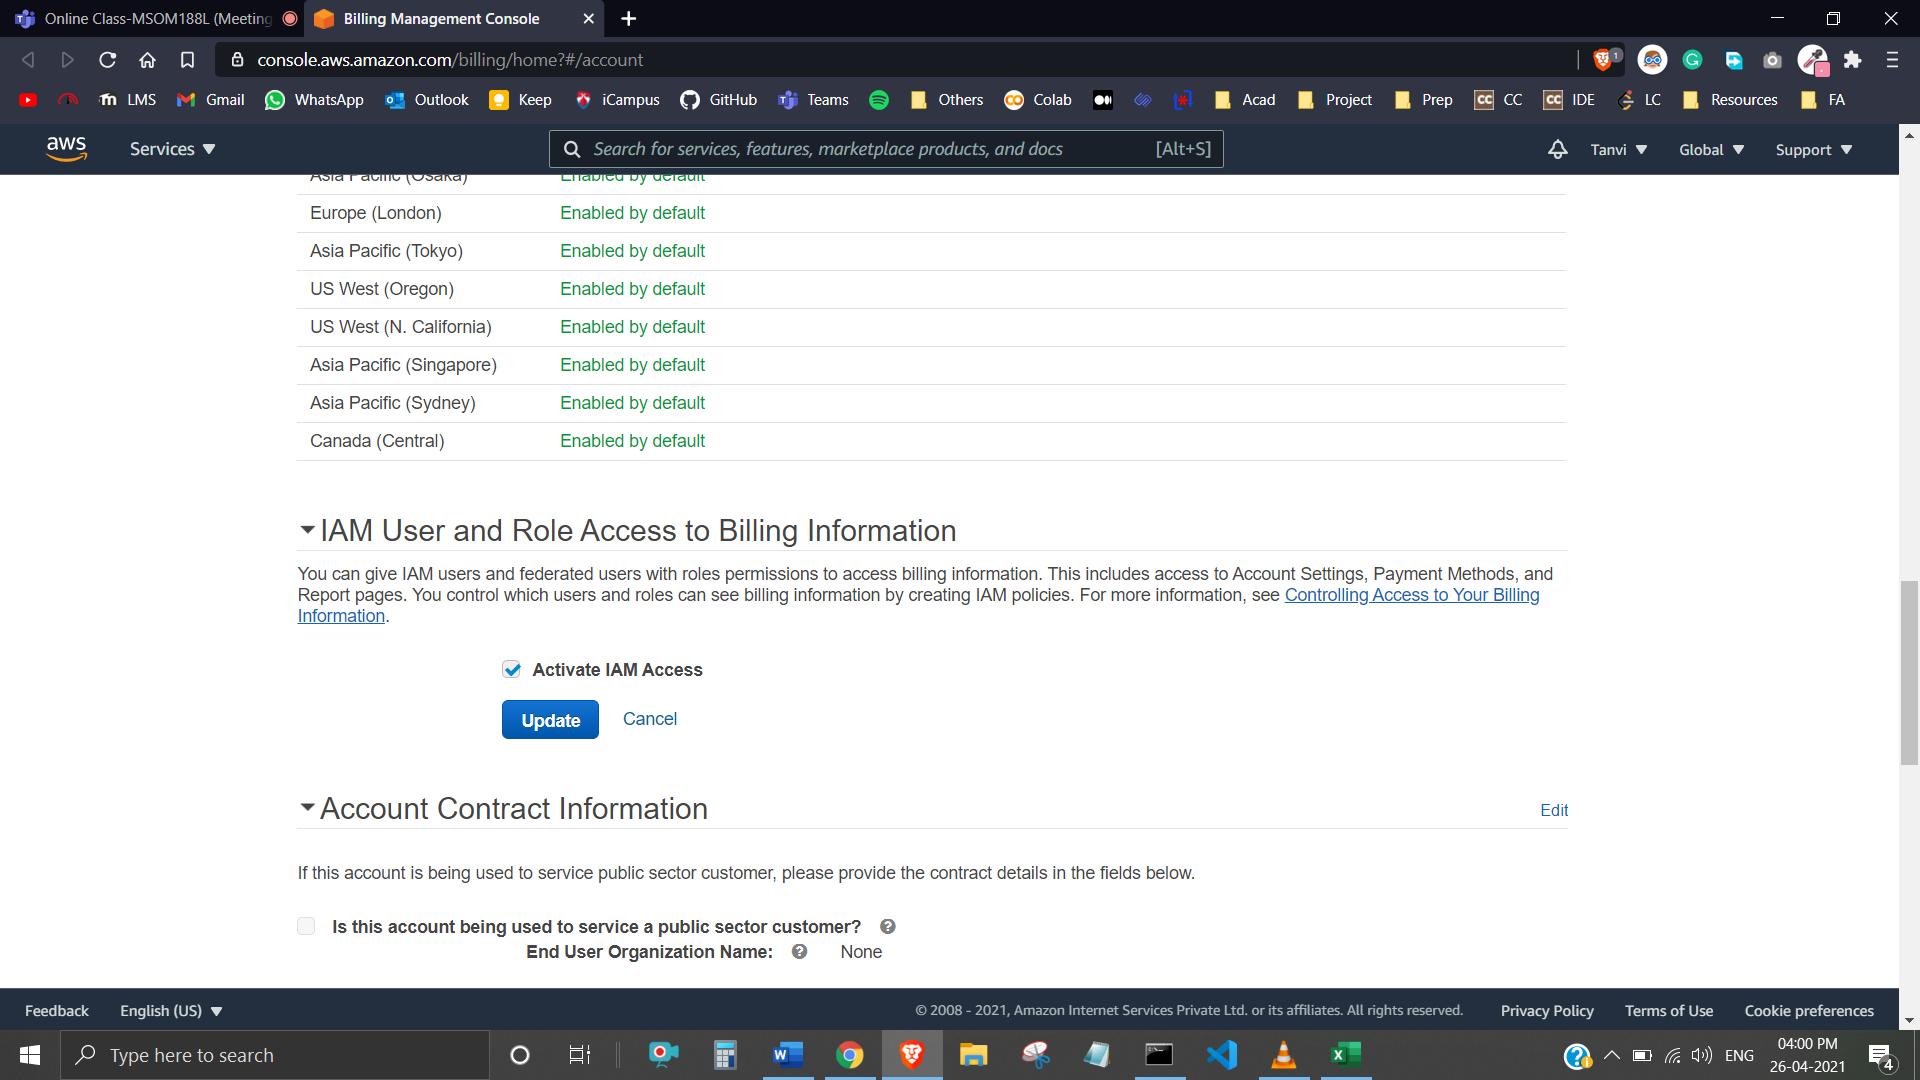 Online Class-MSOM188L (Meeting
Billing Management Console
console.aws.amazon.com/billing/home?#/account
1
LMS
Gmail
WhatsApp
Outlook
Keep
iCampus
GitHub
Teams
Others
Colab
Acad
Project
Prep
CC CC
CC IDE
LC
Resources
FA
aws
Services
Search for services, features, marketplace products, and docs
[Alt+S]
Tanvi
Global
Support
Asia Pacific (Osaka) Enabled by default
Europe (London) Enabled by default
Asia Pacific (Tokyo) Enabled by default
US West (Oregon) Enabled by default
US West (N. California) Enabled by default
Asia Pacific (Singapore) Enabled by default
Asia Pacific (Sydney) Enabled by default
Canada (Central) Enabled by default
IAM User and Role Access to Billing Information
You can give IAM users and federated users with roles permissions to access billing information. This includes access to Account Settings, Payment Methods, and
Report pages. You control which users and roles can see billing information by creating IAM policies. For more information, see Controlling Access to Your Billing
Information.
Activate IAM Access
Update Cancel
Account Contract Information
Edit
If this account is being used to service public sector customer, please provide the contract details in the fields below.
Is this account being used to service a public sector customer?
End User Organization Name: None
Feedback
English (US)
© 2008 - 2021, Amazon Internet Services Private Ltd. or its affiliates. All rights reserved.
Privacy Policy
Terms of Use
Cookie preferences
Type here to search
ENG
04:00 PM
26-04-2021
4